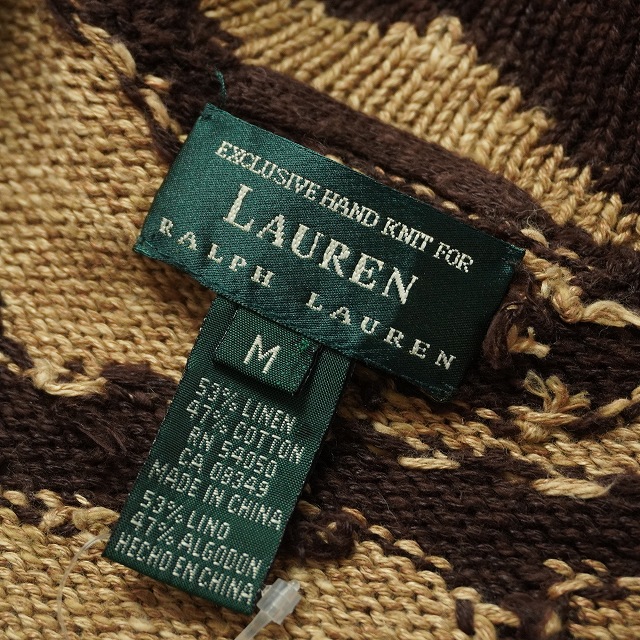 EXCLUSIVE HAND KNIT FOR
LAUREN
RALPH LAUREN
M
53% LINEN
47% COTTON
RN 54050
CA 06943
MADE IN CHINA
53% LINO
47% ALGODON
HECHO EN CHINA